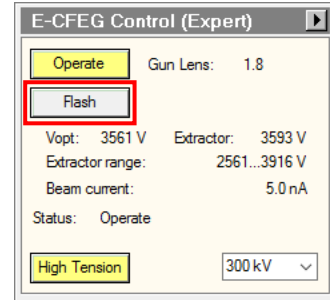 E-CFEG Control (Expert)
Operate Gun Lens: 1.8
Flash
Vopt: 3561 V Extractor: 3593 V
Extractor range: 2561...3916 V
Beam current: 5.0 nA
Status: Operate
High Tension 300 kV